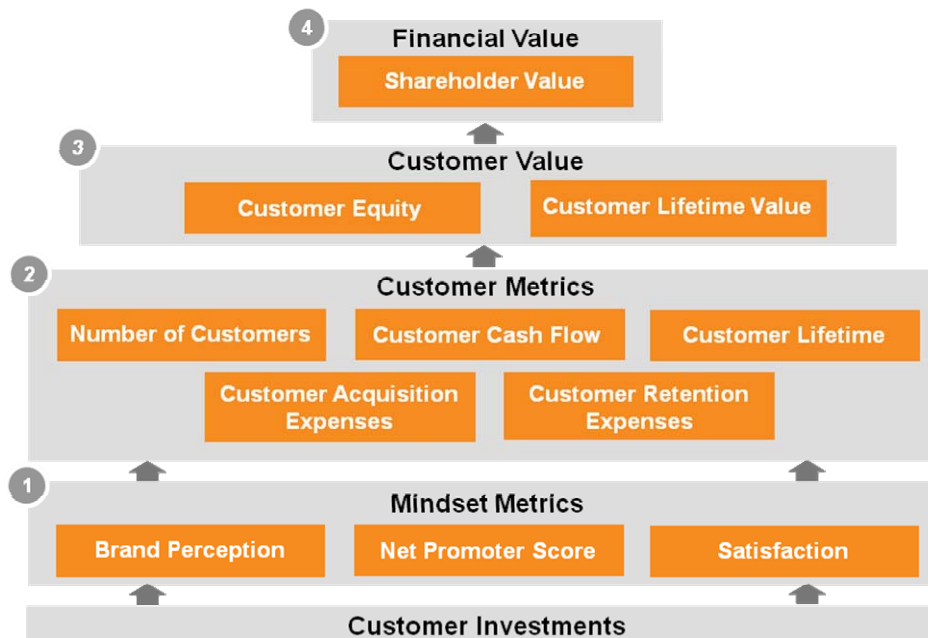 4
Financial Value
Shareholder Value
3
Customer Value
Customer Equity
Customer Lifetime Value
2
Customer Metrics
Number of Customers
Customer Cash Flow
Customer Lifetime
Customer Acquisition
Expenses
Customer Retention
Expenses
1
Mindset Metrics
Brand Perception
Net Promoter Score
Satisfaction
Customer Investments